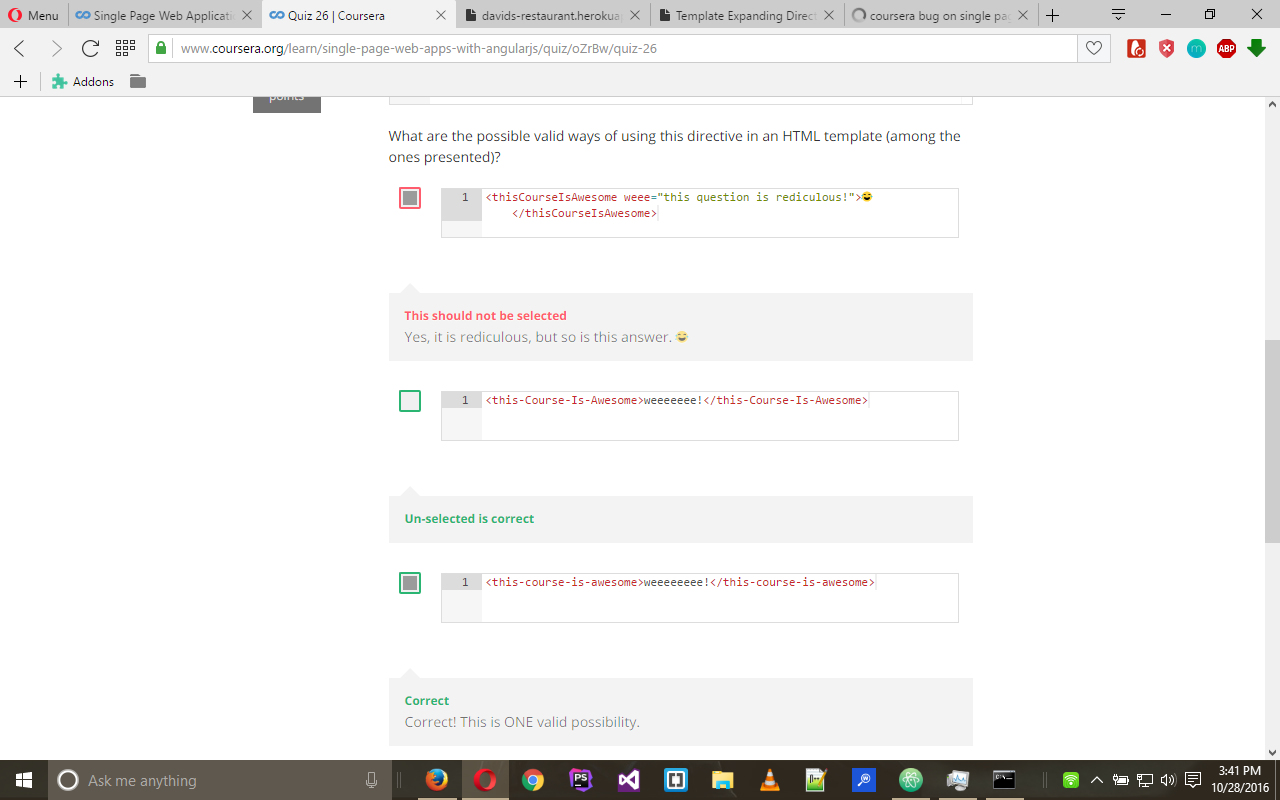 Menu
Single Page Web Applicati
Quiz 26 | Coursera
davids-restaurant.herokua
Template Expanding Direct
coursera bug on single pa
www.coursera.org/learn/single-page-web-apps-with-angularjs/quiz/oZrBw/quiz-26
m
ABP
Addons
points
What are the possible valid ways of using this directive in an HTML template (among the
ones presented)?
1 <thisCourseIsAwesome weee="this question is rediculous!">😂
</thisCourseIsAwesome>
This should not be selected
Yes, it is rediculous, but so is this answer. 😂
1 <this-Course-Is-Awesome>weeeeeee!</this-Course-Is-Awesome>
Un-selected is correct
1 <this-course-is-awesome>weeeeeeee!</this-course-is-awesome>
Correct
Correct! This is ONE valid possibility.
Ask me anything
PS
3:41 PM
10/28/2016